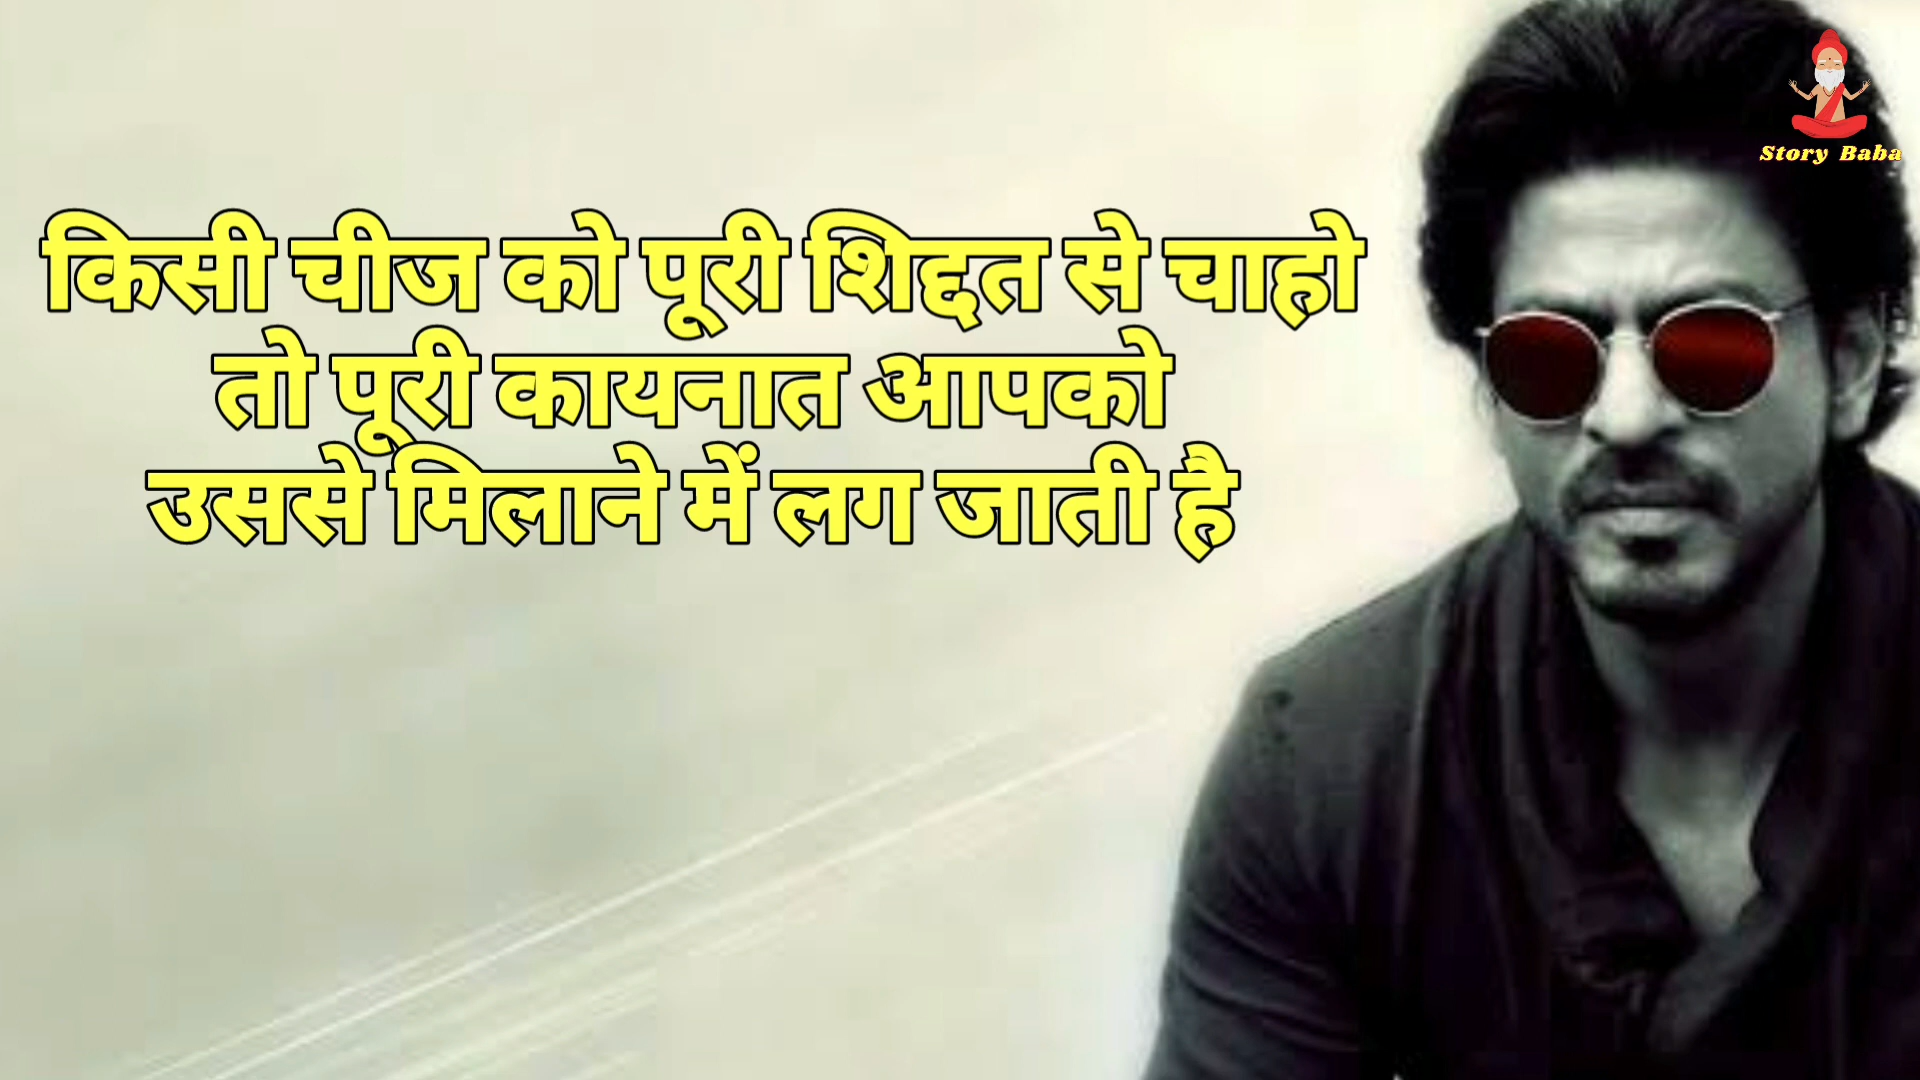 Story Baba
किसी चीज को पूरी शिद्दत से चाहो
तो पूरी कायनात आपको
उससे मिलाने में लग जाती है